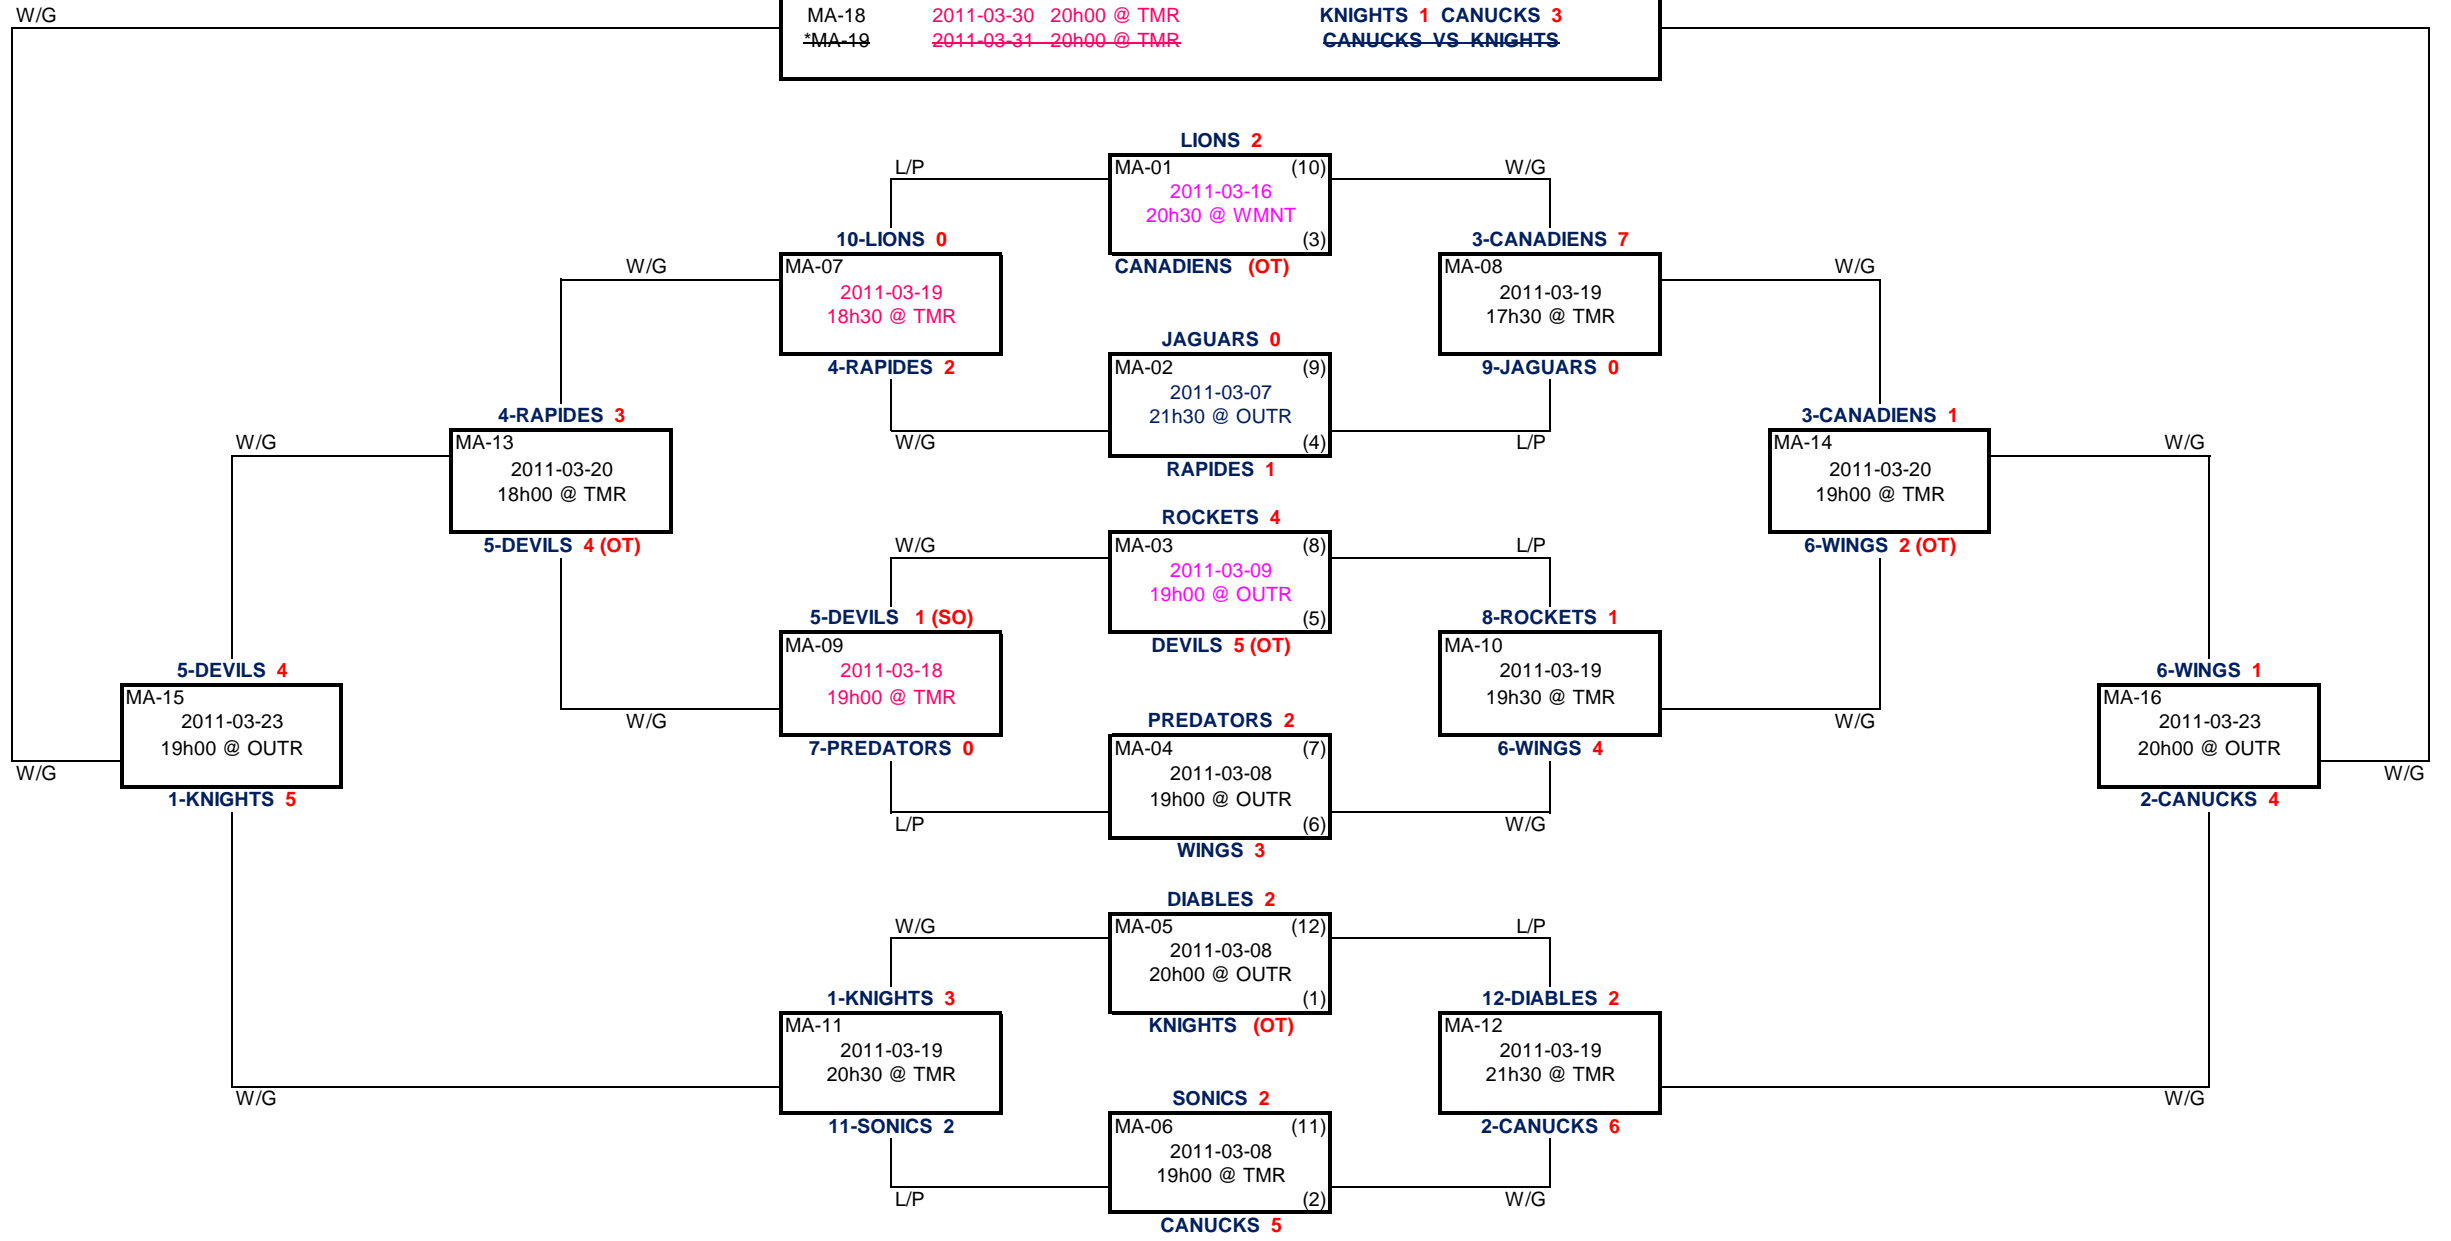 W/G
MA-18 2011-03-30 20h00 @ TMR KNIGHTS 1 CANUCKS 3
*MA-19 2011-03-31 20h00 @ TMR CANUCKS VS KNIGHTS
LIONS 2
L/P
MA-01 (10)
W/G
2011-03-16
20h30 @ WMNT
(3)
CANADIENS (OT)
10-LIONS 0
W/G
MA-07
2011-03-19
18h30 @ TMR
4-RAPIDES 2
3-CANADIENS 7
MA-08
W/G
2011-03-19
17h30 @ TMR
9-JAGUARS 0
JAGUARS 0
MA-02 (9)
2011-03-07
21h30 @ OUTR
W/G
(4)
L/P
RAPIDES 1
4-RAPIDES 3
W/G
MA-13
2011-03-20
18h00 @ TMR
5-DEVILS 4 (OT)
3-CANADIENS 1
MA-14
W/G
2011-03-20
19h00 @ TMR
6-WINGS 2 (OT)
ROCKETS 4
W/G
MA-03 (8)
L/P
2011-03-09
19h00 @ OUTR
(5)
DEVILS 5 (OT)
5-DEVILS 1 (SO)
MA-09
2011-03-18
19h00 @ TMR
W/G
7-PREDATORS 0
8-ROCKETS 1
MA-10
2011-03-19
19h30 @ TMR
W/G
6-WINGS 4
5-DEVILS 4
MA-15
2011-03-23
19h00 @ OUTR
W/G
1-KNIGHTS 5
6-WINGS 1
MA-16
2011-03-23
20h00 @ OUTR
W/G
2-CANUCKS 4
PREDATORS 2
MA-04 (7)
2011-03-08
19h00 @ OUTR
L/P
(6)
W/G
WINGS 3
DIABLES 2
W/G
MA-05 (12)
L/P
2011-03-08
20h00 @ OUTR
(1)
KNIGHTS (OT)
1-KNIGHTS 3
MA-11
2011-03-19
20h30 @ TMR
W/G
11-SONICS 2
12-DIABLES 2
MA-12
2011-03-19
21h30 @ TMR
W/G
2-CANUCKS 6
SONICS 2
MA-06 (11)
2011-03-08
19h00 @ TMR
L/P
(2)
W/G
CANUCKS 5